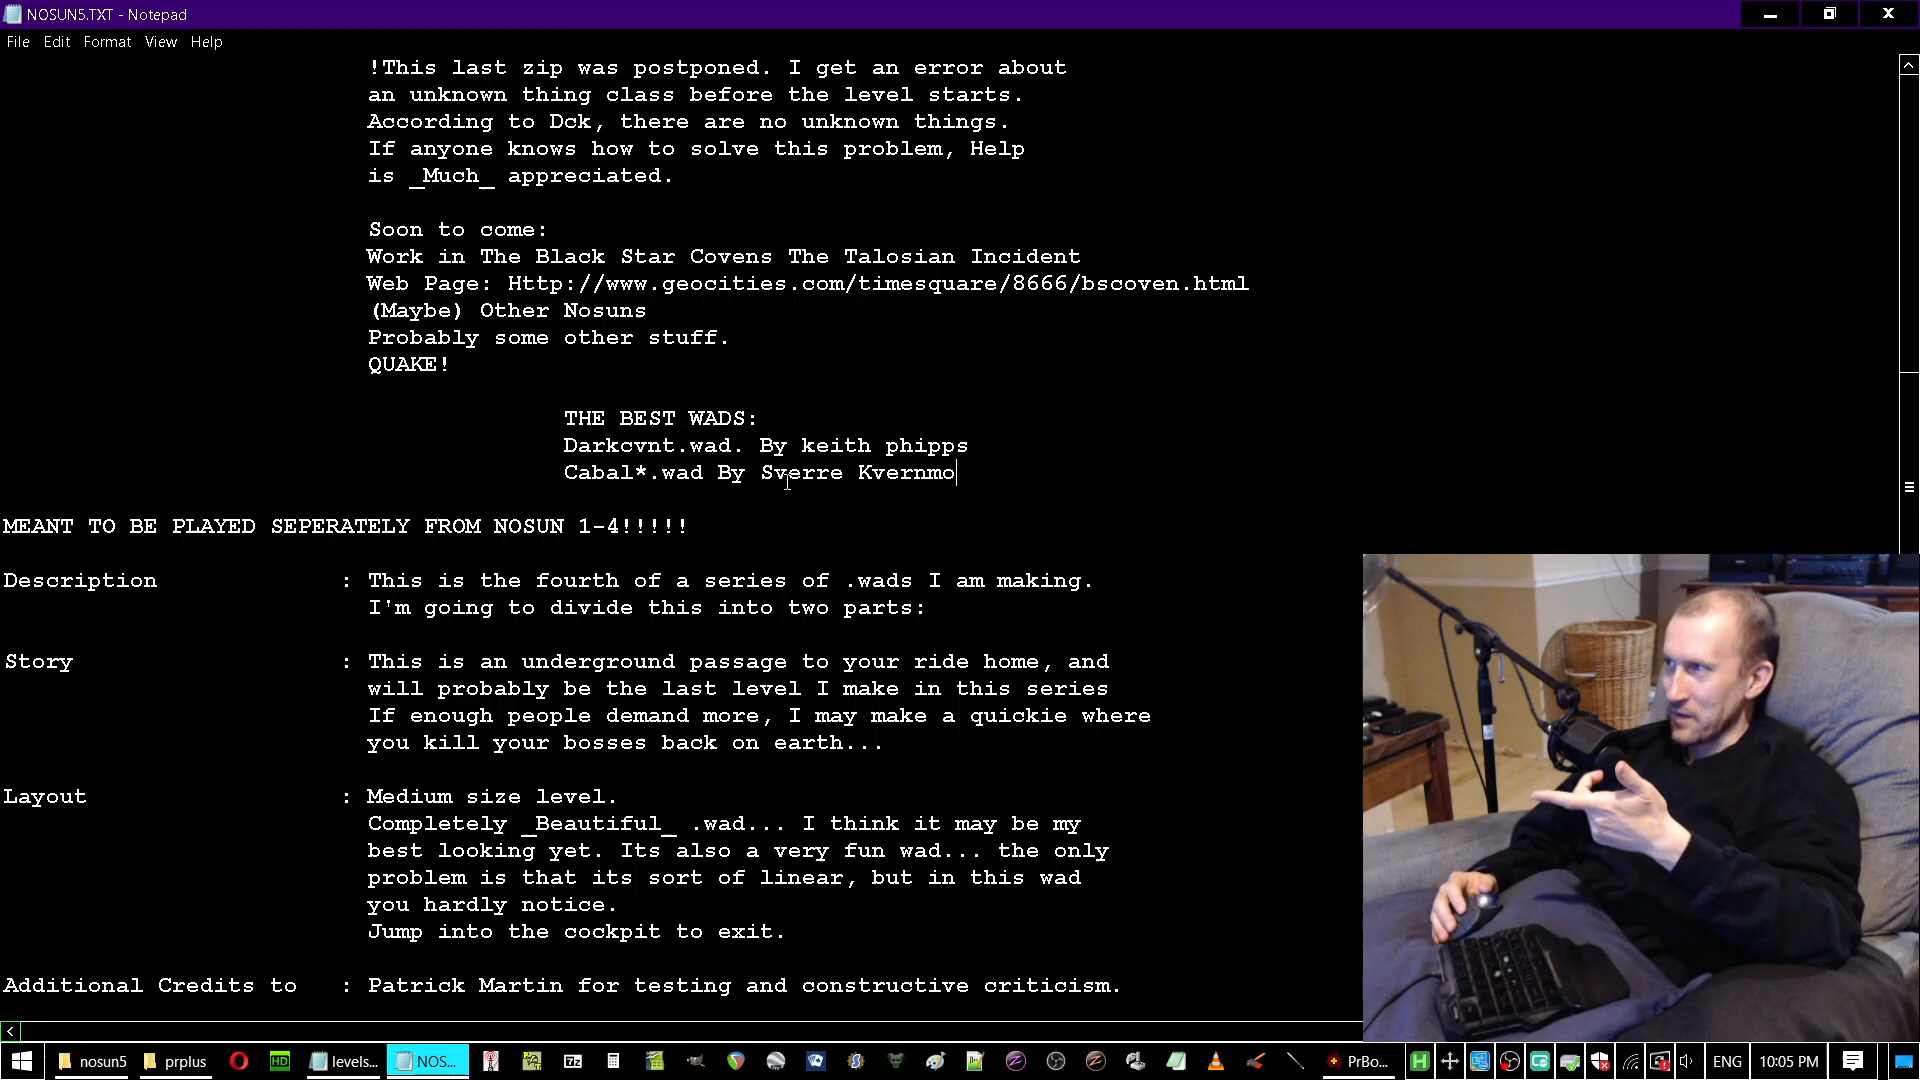 NOSUN5.TXT - Notepad
File Edit Format View Help
!This last zip was postponed. I get an error about
an unknown thing class before the level starts.
According to Dck, there are no unknown things.
If anyone knows how to solve this problem, Help
is _Much_ appreciated.
Soon to come:
Work in The Black Star Covens The Talosian Incident
Web Page: Http://www.geocities.com/timesquare/8666/bscoven.html
(Maybe) Other Nosuns
Probably some other stuff.
QUAKE!
THE BEST WADS:
Darkcvnt.wad. By keith phipps
Cabal*.wad By Sverre Kvernmo
MEANT TO BE PLAYED SEPERATELY FROM NOSUN 1-4!!!!!
Description : This is the fourth of a series of .wads I am making.
I'm going to divide this into two parts:
Story : This is an underground passage to your ride home, and
will probably be the last level I make in this series
If enough people demand more, I may make a quickie where
you kill your bosses back on earth...
Layout : Medium size level.
Completely _Beautiful_ .wad... I think it may be my
best looking yet. Its also a very fun wad... the only
problem is that its sort of linear, but in this wad
you hardly notice.
Jump into the cockpit to exit.
Additional Credits to : Patrick Martin for testing and constructive criticism.
nosun5 prplus HD levels... NOS... 7z PrBo... H ENG 10:05 PM